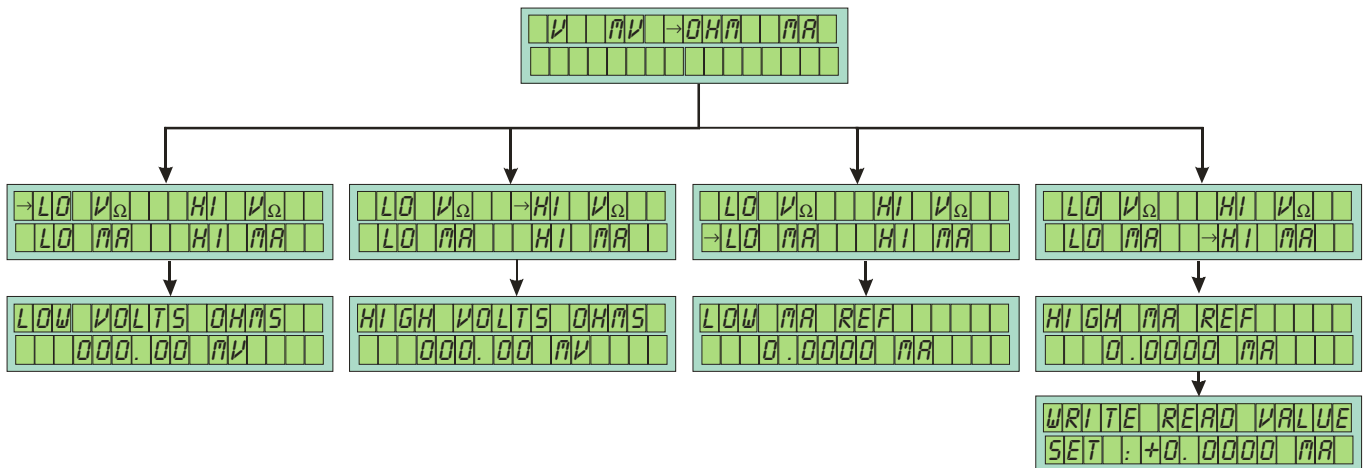 V MV →OHM MA
→LO VΩ HI VΩ
LO MA HI MA
LO VΩ →HI VΩ
LO MA HI MA
LO VΩ HI VΩ
→LO MA HI MA
LO VΩ HI VΩ
LO MA →HI MA
LOW VOLTS OHMS
000.00 MV
HIGH VOLTS OHMS
000.00 MV
LOW MA REF
0.0000 MA
HIGH MA REF
0.0000 MA
WRITE READ VALUE
SET :+0.0000 MA